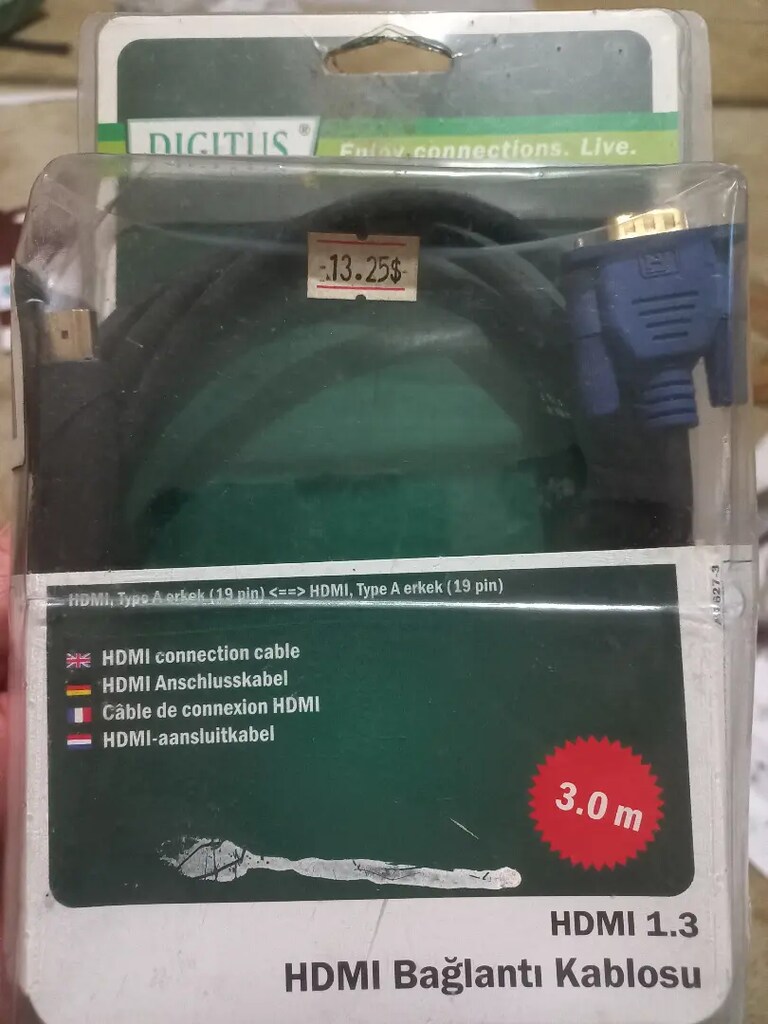 DIGITUS®
Enjoy connections. Live.
13.25$
HDMI, Type A erkek (19 pin) <==> HDMI, Type A erkek (19 pin)
HDMI connection cable
HDMI Anschlusskabel
Câble de connexion HDMI
HDMI-aansluitkabel
3.0 m
HDMI 1.3
HDMI Bağlantı Kablosu